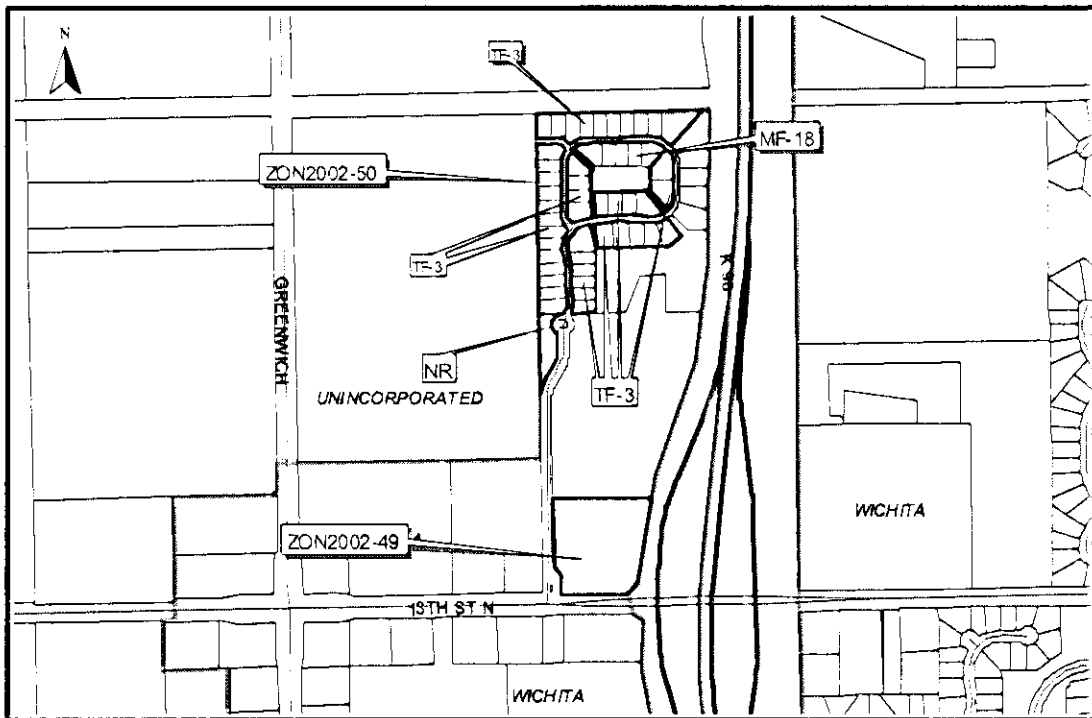 N
TF-3
MF-18
ZON2002-50
TF-3
GREENWICH
K 96
NR
TF-3
UNINCORPORATED
WICHITA
ZON2002-49
13TH ST N
WICHITA